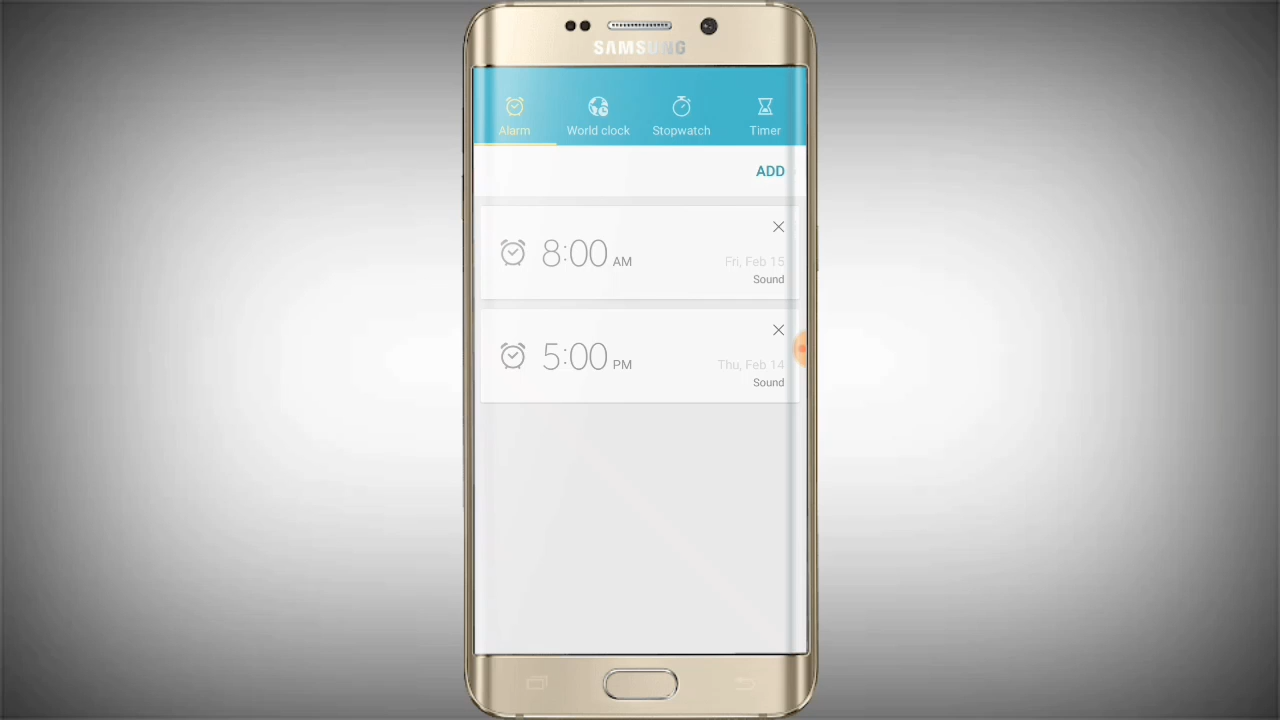 SAMSUNG
Alarm World clock Stopwatch Timer
ADD
8:00 AM
Fri, Feb 15
Sound
5:00 PM
Thu, Feb 14
Sound